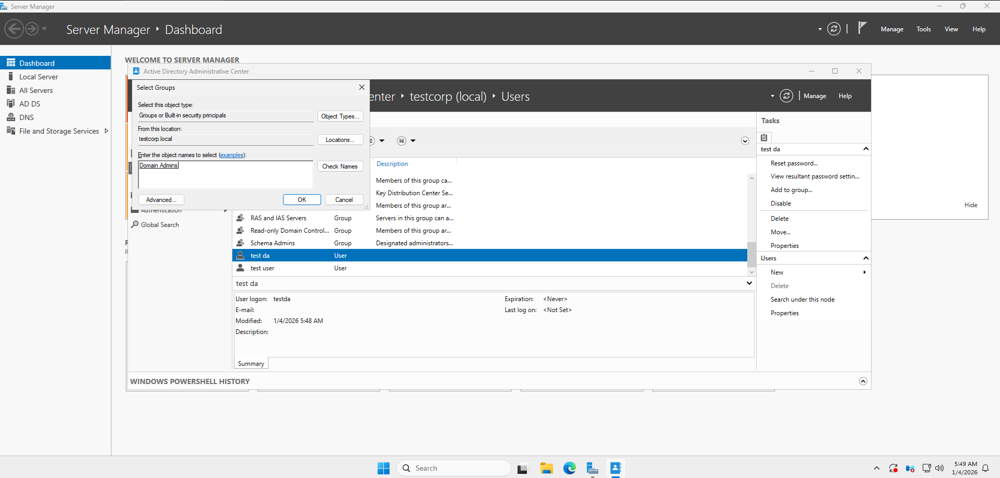 Server Manager
Server Manager ‣ Dashboard
Manage Tools View Help
Dashboard
Local Server
All Servers
AD DS
DNS
File and Storage Services
WELCOME TO SERVER MANAGER
Active Directory Administrative Center
enter ‣ testcorp (local) ‣ Users
Manage Help
Select Groups
Select this object type:
Groups or Built-in security principals
Object Types...
From this location:
testcorp.local
Locations...
Enter the object names to select (examples):
Domain Admins
Check Names
Advanced...
OK
Cancel
Authentication
Global Search
Description
Members of this group ca...
Key Distribution Center Se...
Members of this group ar...
RAS and IAS Servers Group Servers in this group can a...
Read-only Domain Control... Group Members of this group ar...
Schema Admins Group Designated administrators...
test da User
test user User
test da
User logon: testda
Expiration: <Never>
E-mail:
Last log on: <Not Set>
Modified: 1/4/2026 5:48 AM
Description:
Summary
WINDOWS POWERSHELL HISTORY
Tasks
test da
Reset password...
View resultant password settin...
Add to group...
Disable
Delete
Move...
Properties
Users
New
Delete
Search under this node
Properties
Hide
Search
5:49 AM
1/4/2026